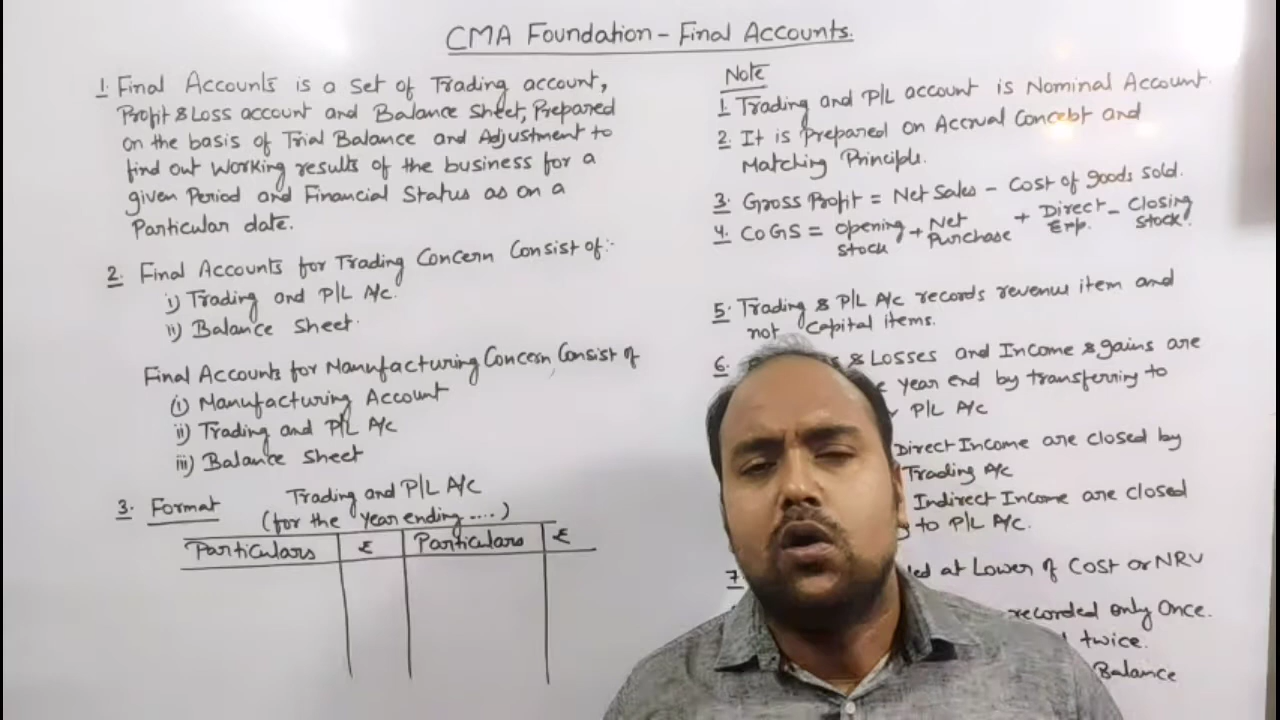 CMA Foundation - Final Accounts.
1. Final Accounts is a set of Trading account,
Profit & Loss account and Balance Sheet, Prepared
on the basis of Trial Balance and Adjustment to
find out Working results of the business for a
given Period and Financial Status as on a
Particular date.
2. Final Accounts for Trading Concern Consist of:-
i) Trading and P/L A/c.
ii) Balance Sheet.
Final Accounts for Manufacturing Concern, Consist of
(i) Manufacturing Account
ii) Trading and P/L A/c
iii) Balance Sheet
3. Format Trading and P/L A/c
(for the Year ending ....)
Particulars ₹ Particulars ₹
Note
1. Trading and P/L account is Nominal Account.
2. It is Prepared on Accrual Concept and
Matching Principle.
3. Gross Profit = Net Sales - Cost of goods sold.
4. COGS = Opening Stock + Net Purchase + Direct Exp. - Closing Stock.
5. Trading & P/L A/c records revenue item and
not Capital items.
6. & Losses and Income & gains are
Year end by transferring to
P/L A/c
Direct Income are closed by
Trading A/c
Indirect Income are closed
to P/L A/c.
7. at Lower of Cost or NRV
recorded only Once.
twice.
Balance